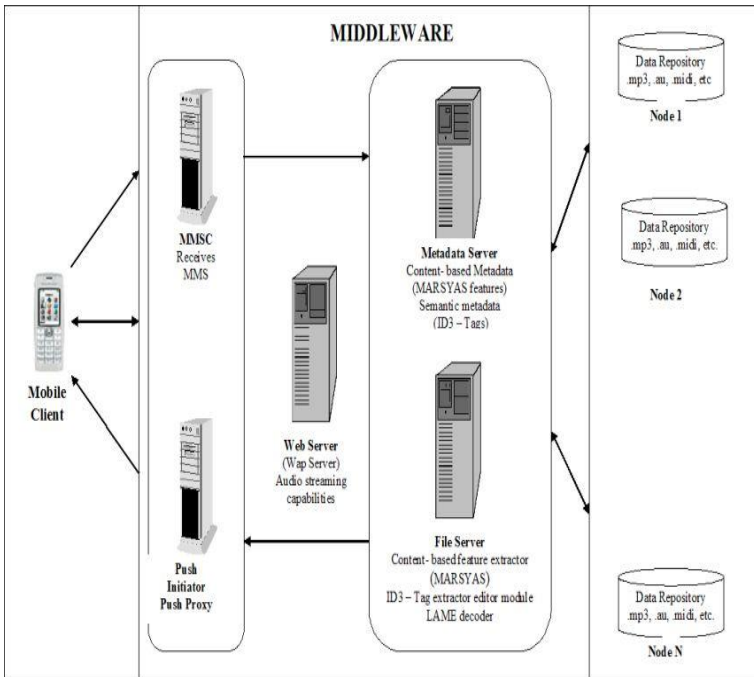 MIDDLEWARE
Mobile
Client
MMSC
Receives
MMS
Push
Initiator
Push Proxy
Web Server
(Wap Server)
Audio streaming
capabilities
Metadata Server
Content- based Metadata
(MARSYAS features)
Semantic metadata
(ID3 – Tags)
File Server
Content- based feature extractor
(MARSYAS)
ID3 – Tag extractor editor module
LAME decoder
Data Repository
.mp3, .au, .midi, etc
Node 1
Data Repository
.mp3, .au, .midi, etc.
Node 2
Data Repository
.mp3, .au, .midi, etc.
Node N